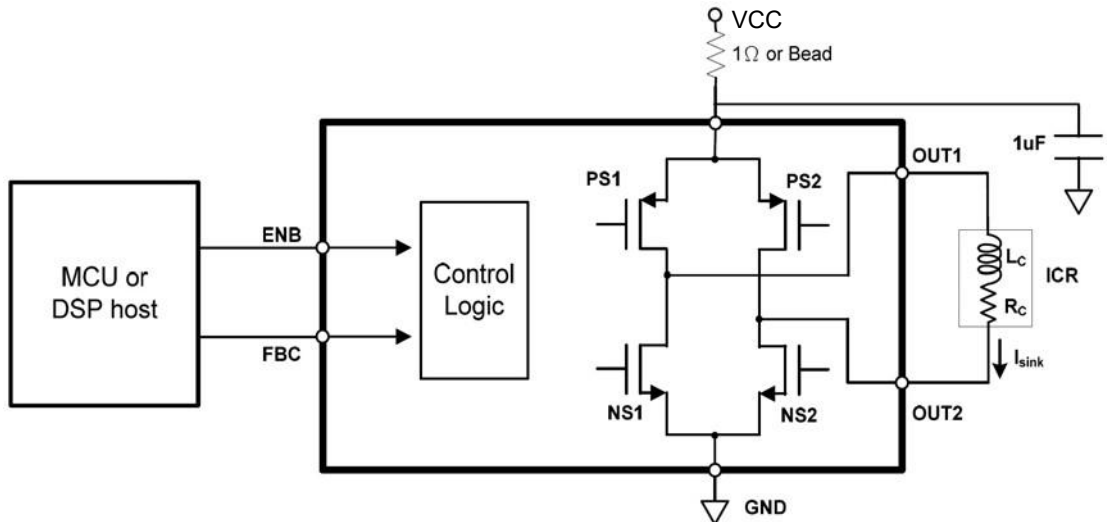 VCC
1Ω or Bead
1uF
OUT1
PS1
PS2
ENB
MCU or
DSP host
Control
Logic
L_C
R_C
ICR
FBC
I_sink
NS1
NS2
OUT2
GND